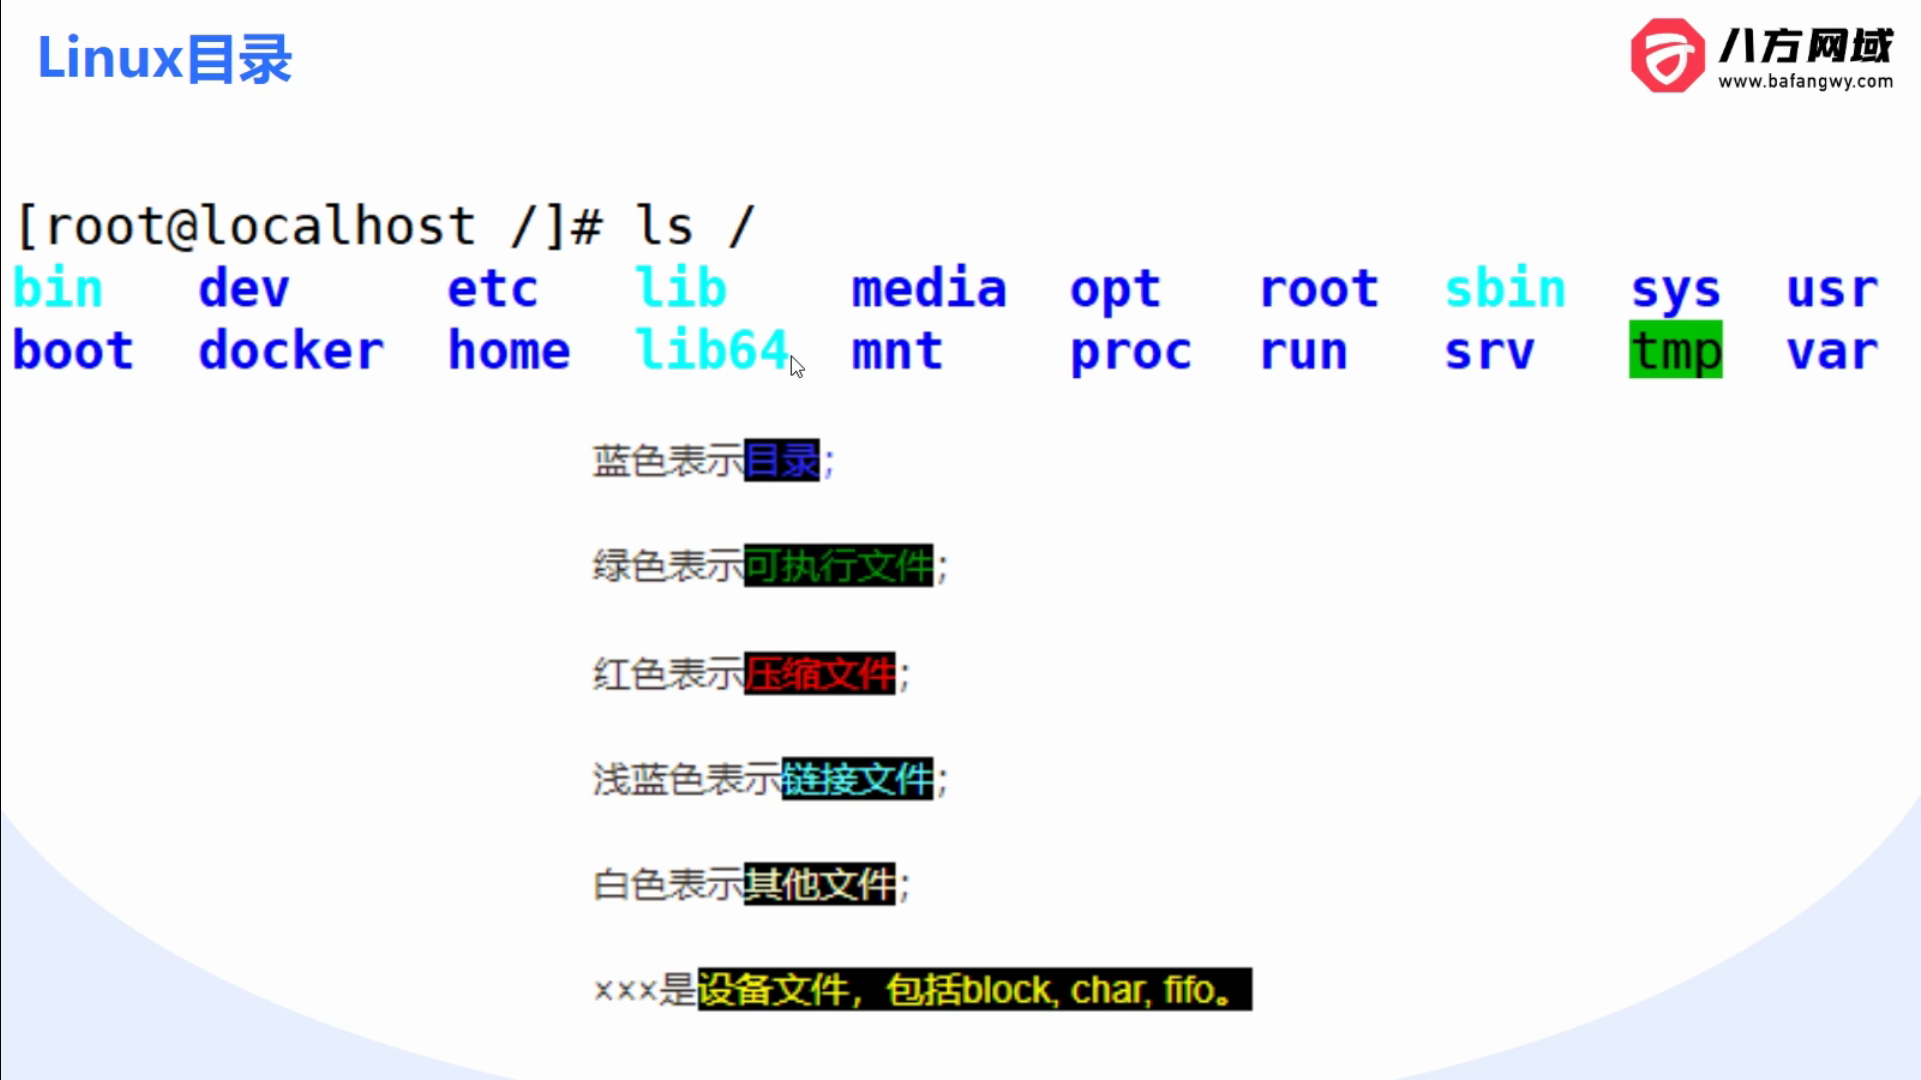 Linux目录
八方网域
www.bafangwy.com
[root@localhost /]# ls /
bin dev etc lib media opt root sbin sys usr
boot docker home lib64 mnt proc run srv tmp var
蓝色表示目录;
绿色表示可执行文件;
红色表示压缩文件;
浅蓝色表示链接文件;
白色表示其他文件;
×××是设备文件，包括block, char, fifo。